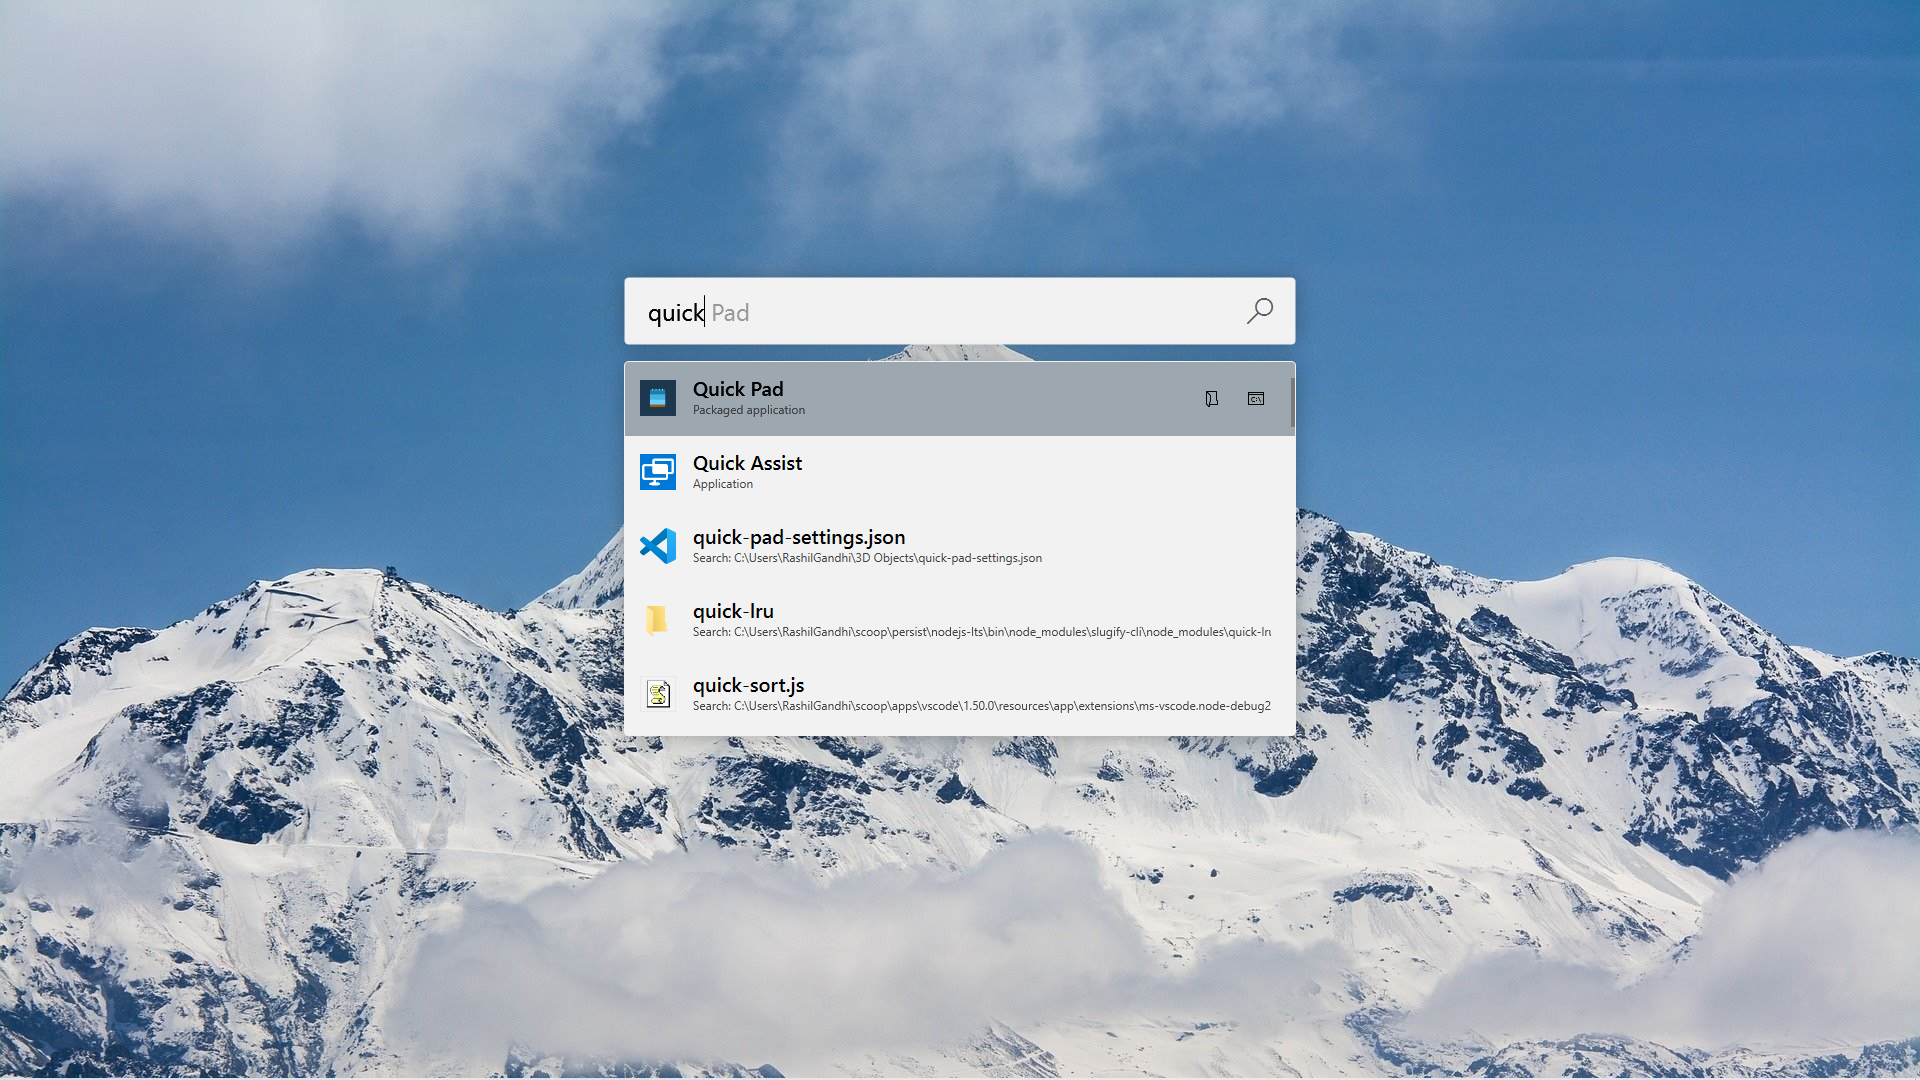 quick Pad
Quick Pad
Packaged application
C:\
Quick Assist
Application
quick-pad-settings.json
Search: C:\Users\RashilGandhi\3D Objects\quick-pad-settings.json
quick-lru
Search: C:\Users\RashilGandhi\scoop\persist\nodejs-lts\bin\node_modules\slugify-cli\node_modules\quick-lru
quick-sort.js
Search: C:\Users\RashilGandhi\scoop\apps\vscode\1.50.0\resources\app\extensions\ms-vscode.node-debug2